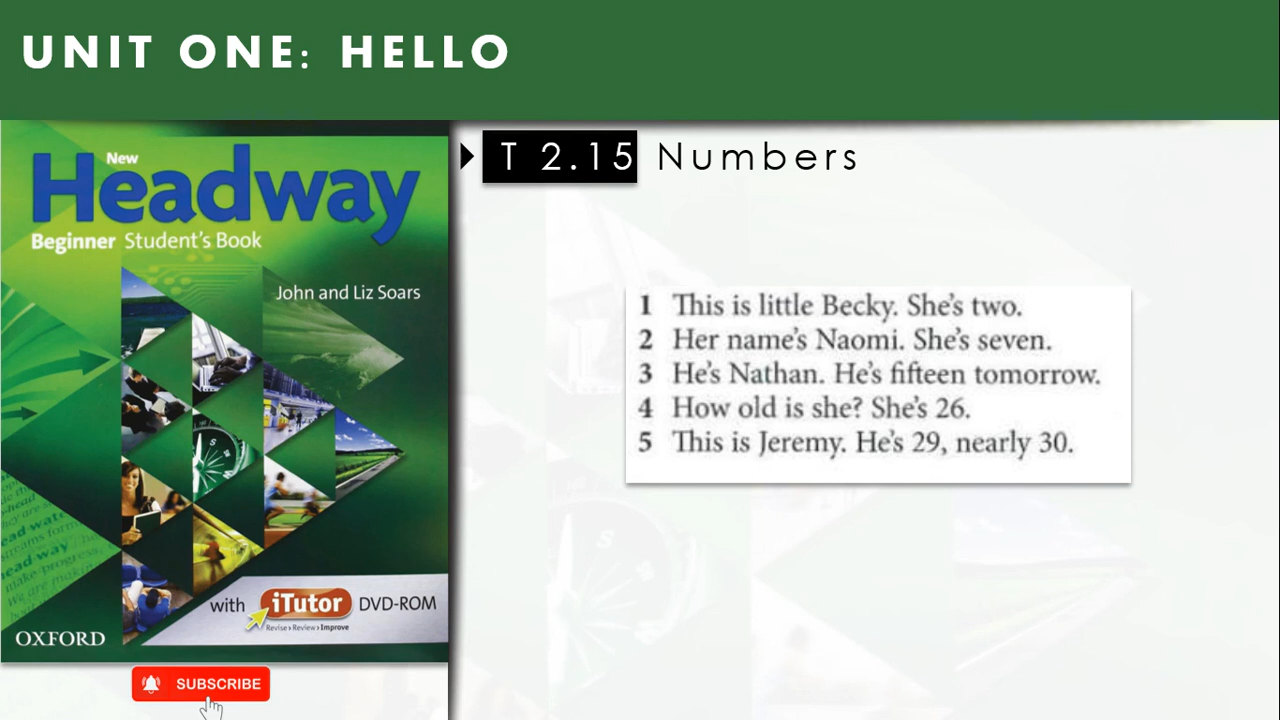 UNIT ONE: HELLO
New
Headway
Beginner Student's Book
John and Liz Soars
with iTutor DVD-ROM
Revise › Review › Improve
OXFORD
SUBSCRIBE
T 2.15 Numbers
1 This is little Becky. She's two.
2 Her name's Naomi. She's seven.
3 He's Nathan. He's fifteen tomorrow.
4 How old is she? She's 26.
5 This is Jeremy. He's 29, nearly 30.